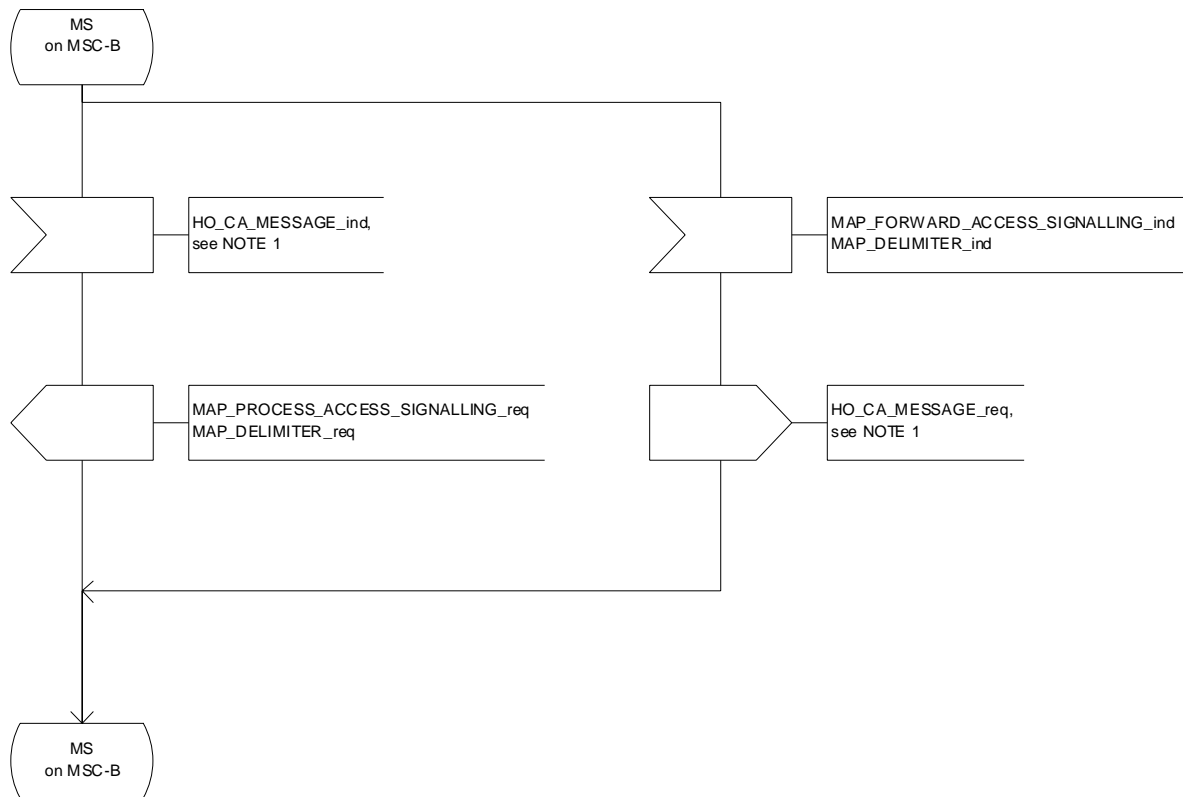 MS
on MSC-B
HO_CA_MESSAGE_ind,
see NOTE 1
MAP_FORWARD_ACCESS_SIGNALLING_ind
MAP_DELIMITER_ind
MAP_PROCESS_ACCESS_SIGNALLING_req
MAP_DELIMITER_req
HO_CA_MESSAGE_req,
see NOTE 1
MS
on MSC-B